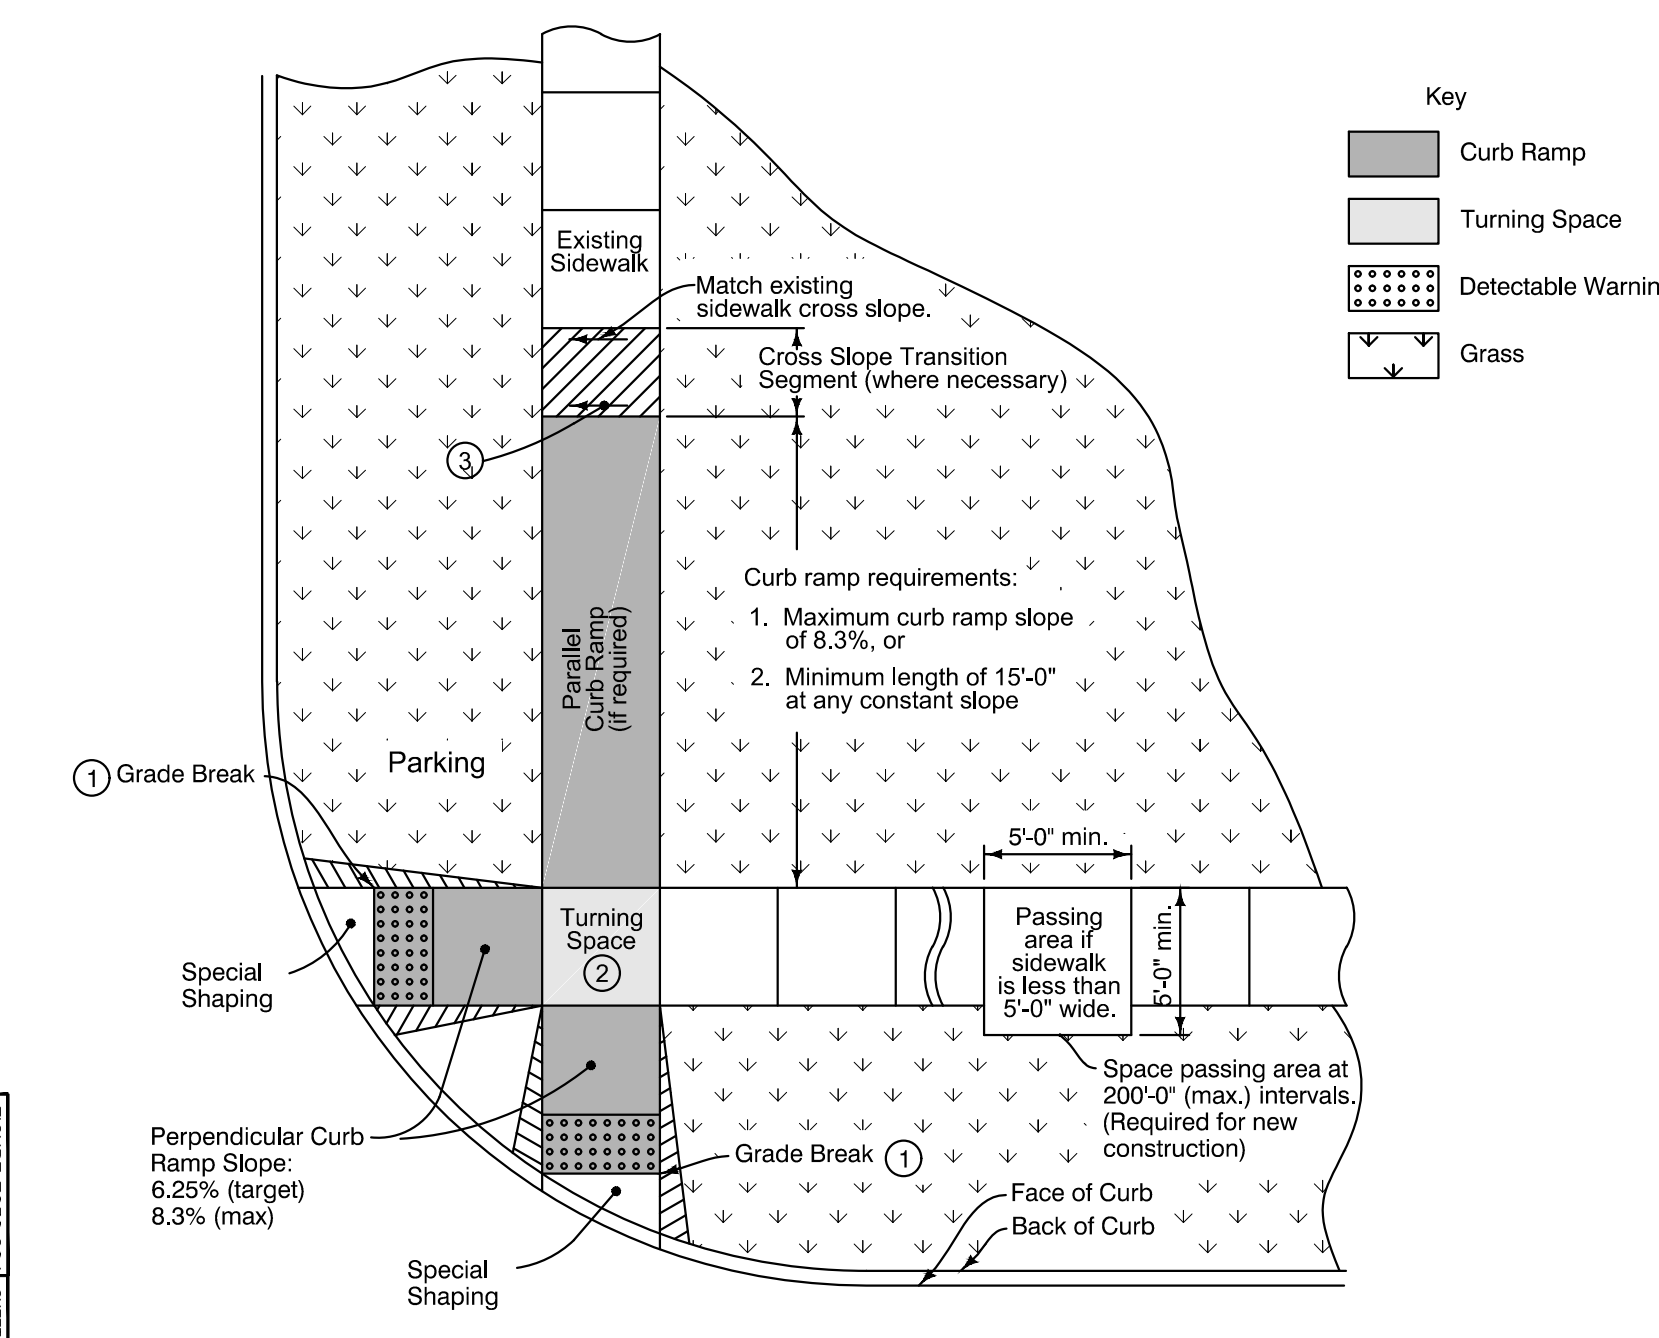 Key
Curb Ramp
Turning Space
Detectable Warnin
Grass
Existing
Sidewalk
Match existing
sidewalk cross slope.
Cross Slope Transition
Segment (where necessary)
3
Curb ramp requirements:
1. Maximum curb ramp slope
of 8.3%, or
2. Minimum length of 15'-0"
at any constant slope
Parallel
Curb Ramp
(if required)
Parking
1 Grade Break
5'-0" min.
Turning
Space
2
Passing
area if
sidewalk
is less than
5'-0" wide.
5'-0" min.
Special
Shaping
Space passing area at
200'-0" (max.) intervals.
(Required for new
construction)
Perpendicular Curb
Ramp Slope:
6.25% (target)
8.3% (max)
Grade Break 1
Face of Curb
Back of Curb
Special
Shaping